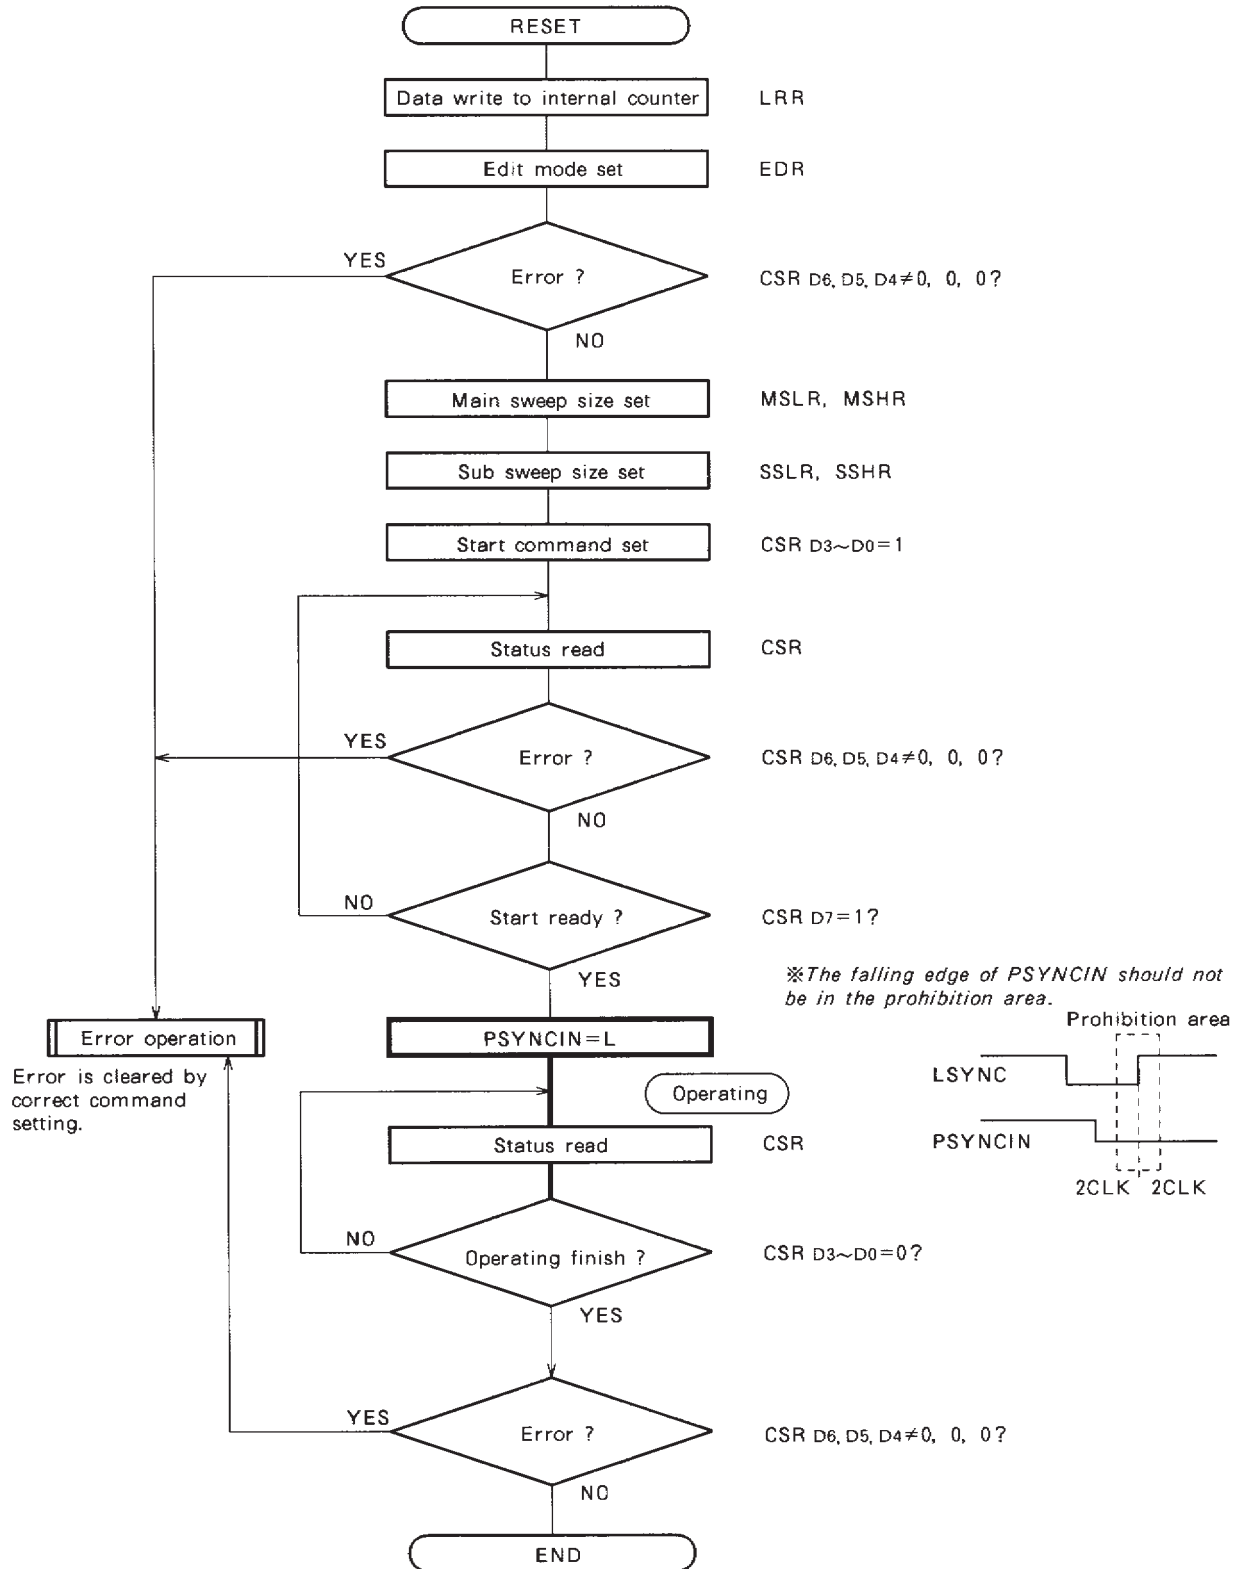 RESET
Data write to internal counter LRR
Edit mode set EDR
YES
Error ? CSR D6, D5, D4≠0, 0, 0?
NO
Main sweep size set MSLR, MSHR
Sub sweep size set SSLR, SSHR
Start command set CSR D3~D0=1
Status read CSR
YES
Error ? CSR D6, D5, D4≠0, 0, 0?
NO
NO
Start ready ? CSR D7=1?
YES
※The falling edge of PSYNCIN should not
be in the prohibition area.
Prohibition area
Error operation
PSYNCIN=L
Error is cleared by
correct command
setting.
Operating
LSYNC
Status read CSR
PSYNCIN
2CLK 2CLK
NO
Operating finish ? CSR D3~D0=0?
YES
YES
Error ? CSR D6, D5, D4≠0, 0, 0?
NO
END